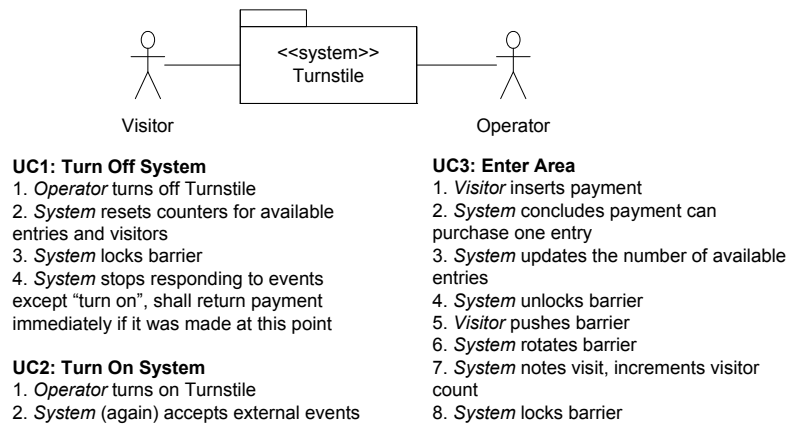 <<system>>
Turnstile
Visitor
Operator
UC1: Turn Off System
1. Operator turns off Turnstile
2. System resets counters for available
entries and visitors
3. System locks barrier
4. System stops responding to events
except “turn on”, shall return payment
immediately if it was made at this point
UC2: Turn On System
1. Operator turns on Turnstile
2. System (again) accepts external events
UC3: Enter Area
1. Visitor inserts payment
2. System concludes payment can
purchase one entry
3. System updates the number of available
entries
4. System unlocks barrier
5. Visitor pushes barrier
6. System rotates barrier
7. System notes visit, increments visitor
count
8. System locks barrier